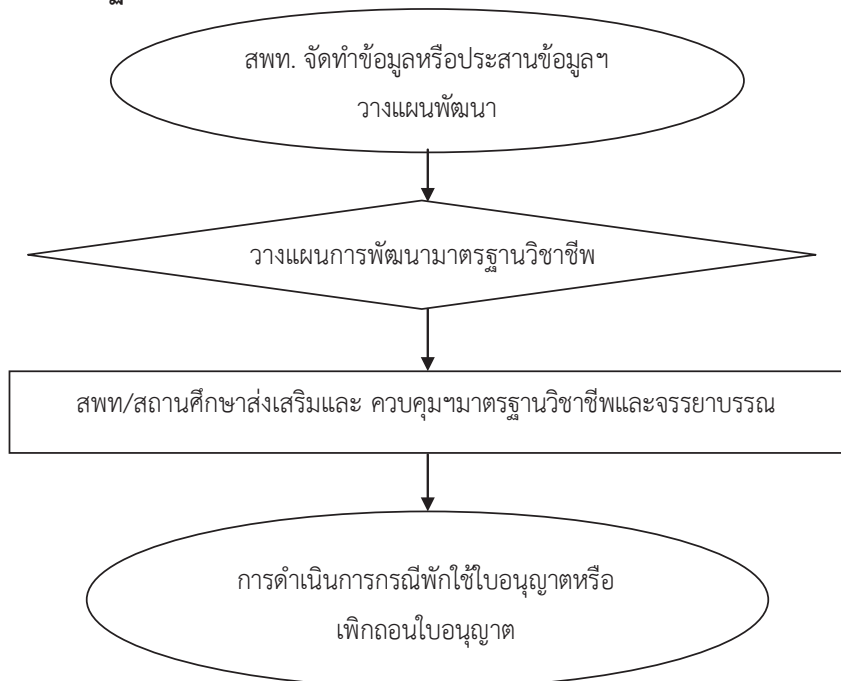 สพท. จัดทำข้อมูลหรือประสานข้อมูลฯ
วางแผนพัฒนา
วางแผนการพัฒนามาตรฐานวิชาชีพ
สพท/สถานศึกษาส่งเสริมและ ควบคุมฯมาตรฐานวิชาชีพและจรรยาบรรณ
การดำเนินการกรณีพักใช้ใบอนุญาตหรือ
เพิกถอนใบอนุญาต